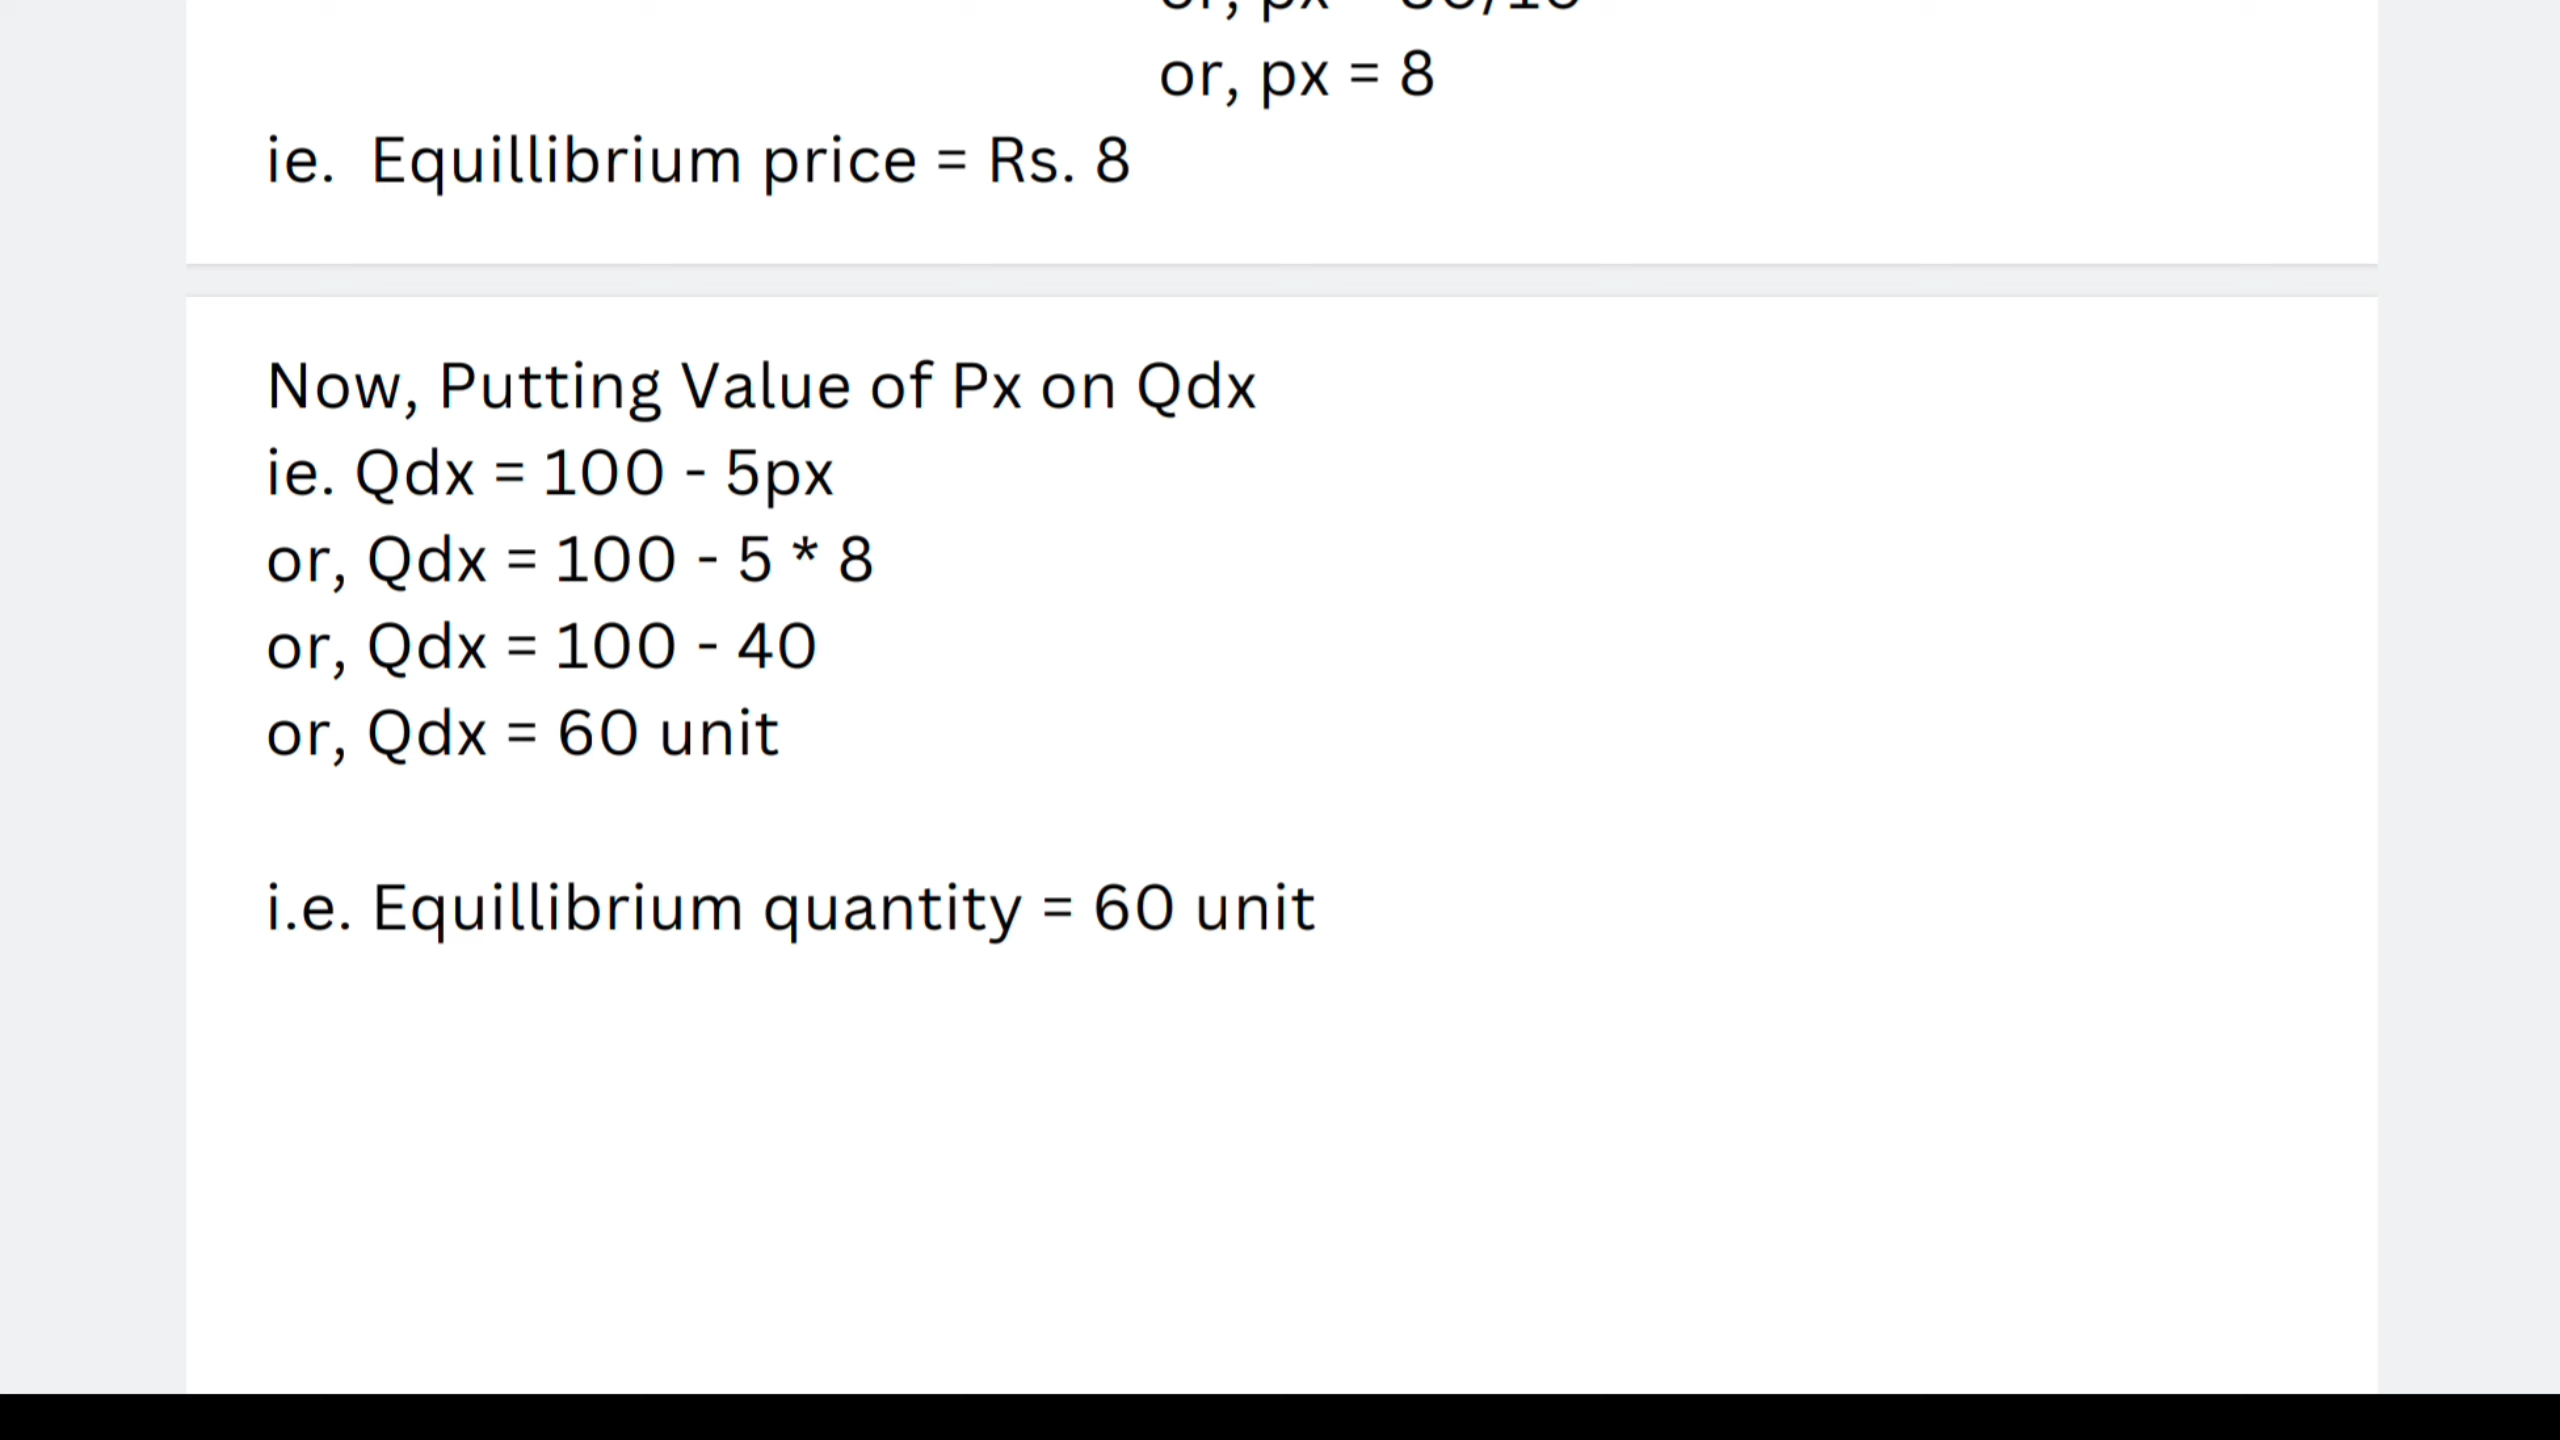 or, px = 8
ie. Equillibrium price = Rs. 8
Now, Putting Value of Px on Qdx
ie. Qdx = 100 - 5px
or, Qdx = 100 - 5 * 8
or, Qdx = 100 - 40
or, Qdx = 60 unit
i.e. Equillibrium quantity = 60 unit